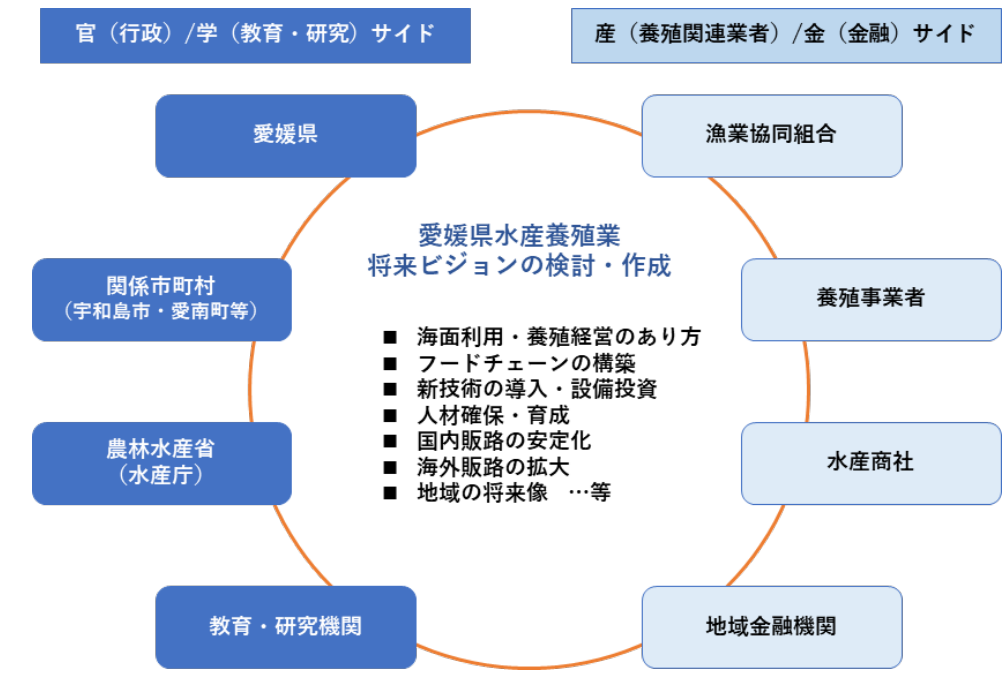 官（行政）/学（教育・研究）サイド
産（養殖関連業者）/金（金融）サイド
愛媛県
漁業協同組合
愛媛県水産養殖業
将来ビジョンの検討・作成
関係市町村
（宇和島市・愛南町等）
養殖事業者
■ 海面利用・養殖経営のあり方
■ フードチェーンの構築
■ 新技術の導入・設備投資
■ 人材確保・育成
■ 国内販路の安定化
■ 海外販路の拡大
■ 地域の将来像　…等
農林水産省
（水産庁）
水産商社
教育・研究機関
地域金融機関